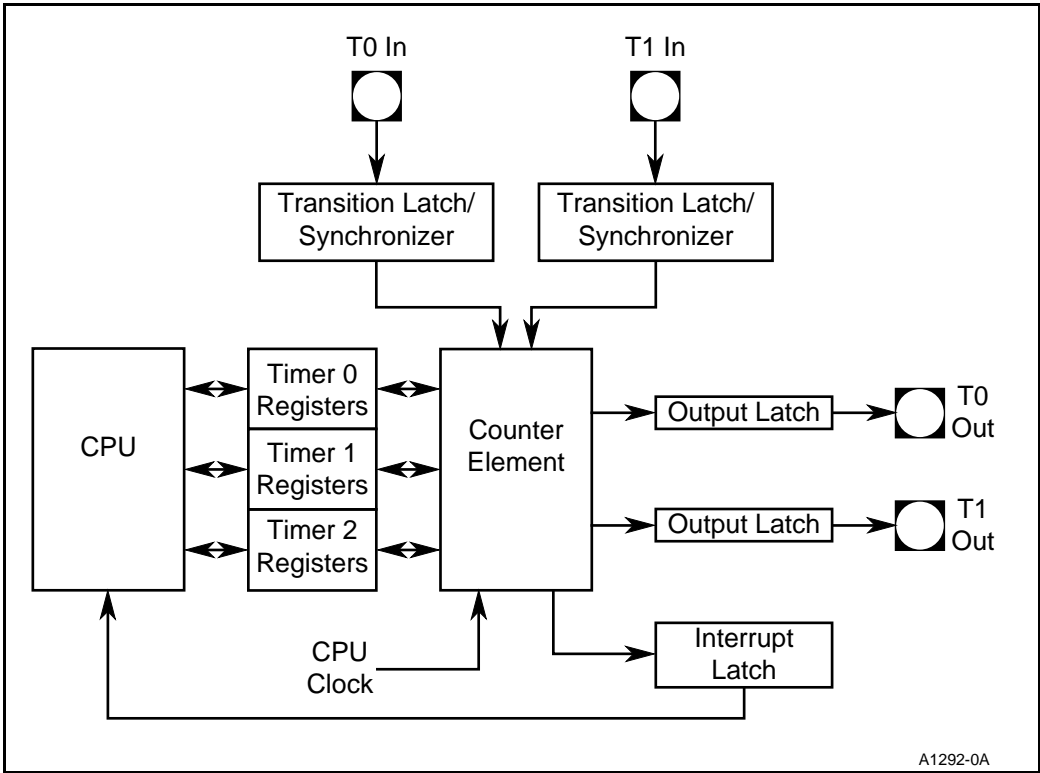 T0 In
T1 In
Transition Latch/
Synchronizer
Transition Latch/
Synchronizer
CPU
Timer 0
Registers
Timer 1
Registers
Timer 2
Registers
Counter
Element
Output Latch
T0
Out
Output Latch
T1
Out
CPU
Clock
Interrupt
Latch
A1292-0A